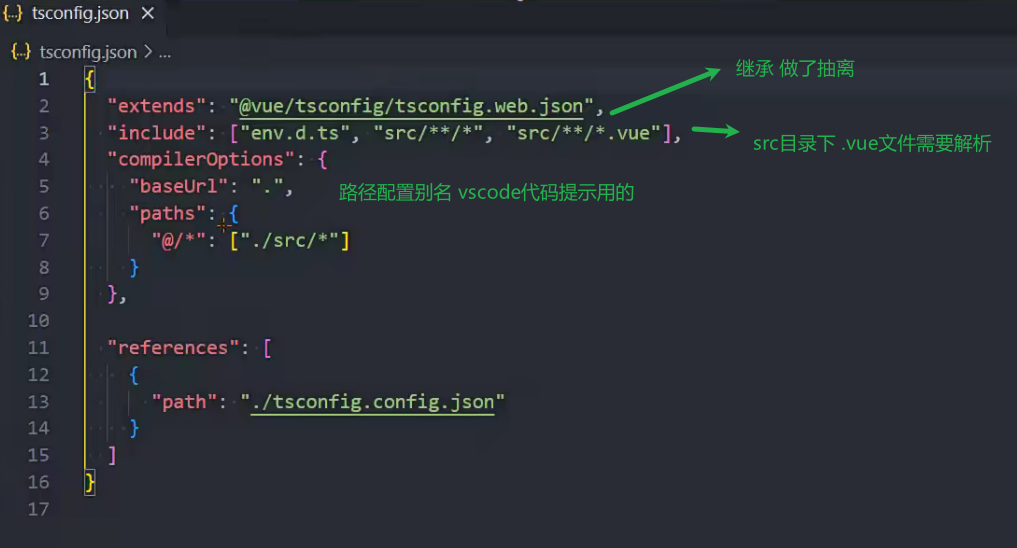 {…} tsconfig.json ×
{…} tsconfig.json > ...
1 {
2 "extends": "@vue/tsconfig/tsconfig.web.json", 继承 做了抽离
3 "include": ["env.d.ts", "src/**/*", "src/**/*.vue"], src目录下 .vue文件需要解析
4 "compilerOptions": {
5 "baseUrl": ".", 路径配置别名 vscode代码提示用的
6 "paths": {
7 "@/*": ["./src/*"]
8 }
9 },
10
11 "references": [
12 {
13 "path": "./tsconfig.config.json"
14 }
15 ]
16 }
17